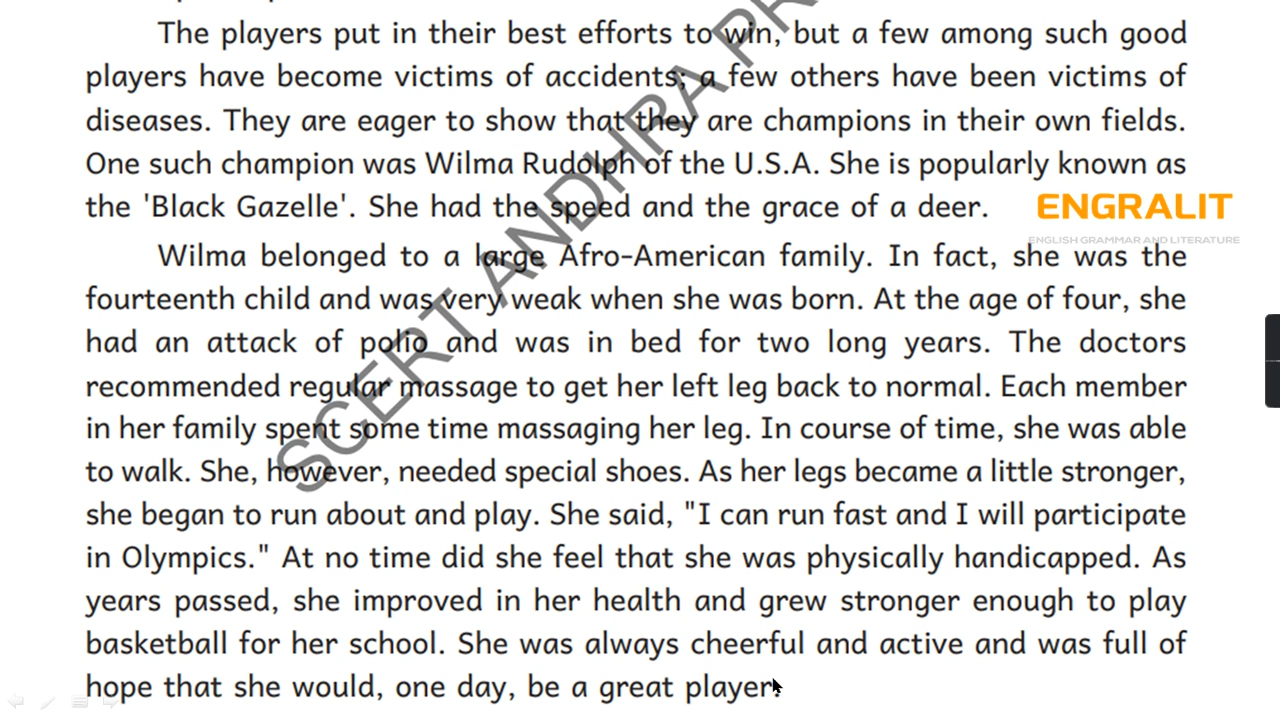 The players put in their best efforts to win, but a few among such good
players have become victims of accidents; a few others have been victims of
diseases. They are eager to show that they are champions in their own fields.
One such champion was Wilma Rudolph of the U.S.A. She is popularly known as
the 'Black Gazelle'. She had the speed and the grace of a deer.
ENGRALIT
ENGLISH GRAMMAR AND LITERATURE
Wilma belonged to a large Afro-American family. In fact, she was the
fourteenth child and was very weak when she was born. At the age of four, she
had an attack of polio and was in bed for two long years. The doctors
recommended regular massage to get her left leg back to normal. Each member
in her family spent some time massaging her leg. In course of time, she was able
to walk. She, however, needed special shoes. As her legs became a little stronger,
she began to run about and play. She said, "I can run fast and I will participate
in Olympics." At no time did she feel that she was physically handicapped. As
years passed, she improved in her health and grew stronger enough to play
basketball for her school. She was always cheerful and active and was full of
hope that she would, one day, be a great player.
SCERT ANDHRA